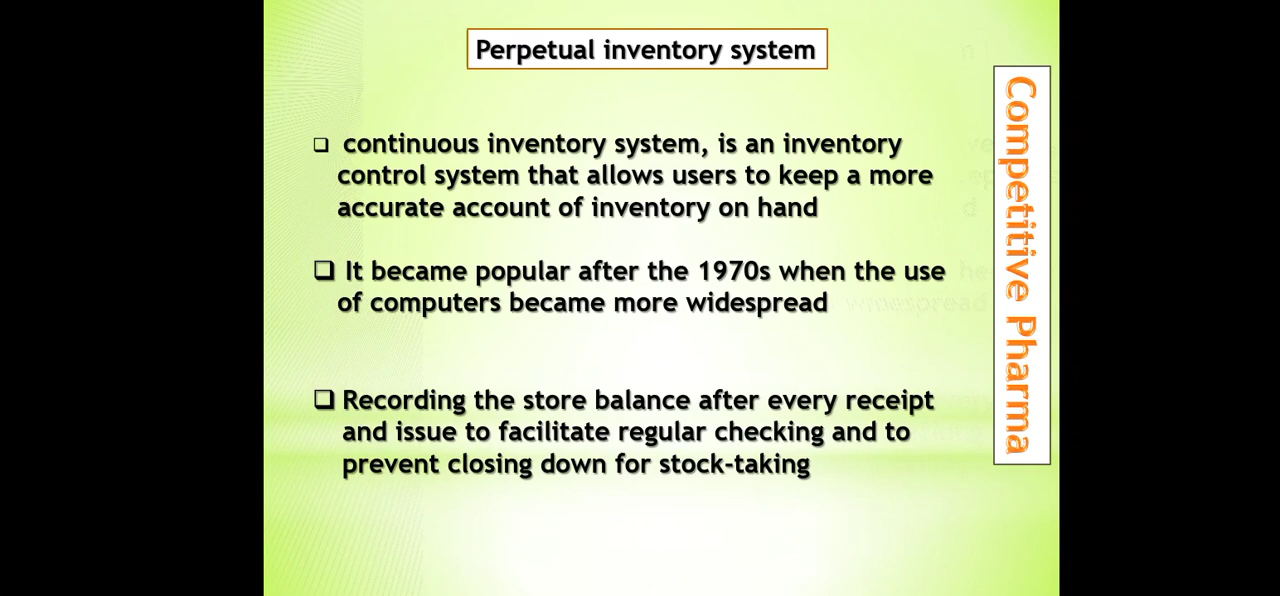 Perpetual inventory system
continuous inventory system, is an inventory
control system that allows users to keep a more
accurate account of inventory on hand
It became popular after the 1970s when the use
of computers became more widespread
Recording the store balance after every receipt
and issue to facilitate regular checking and to
prevent closing down for stock-taking
Competitive Pharma